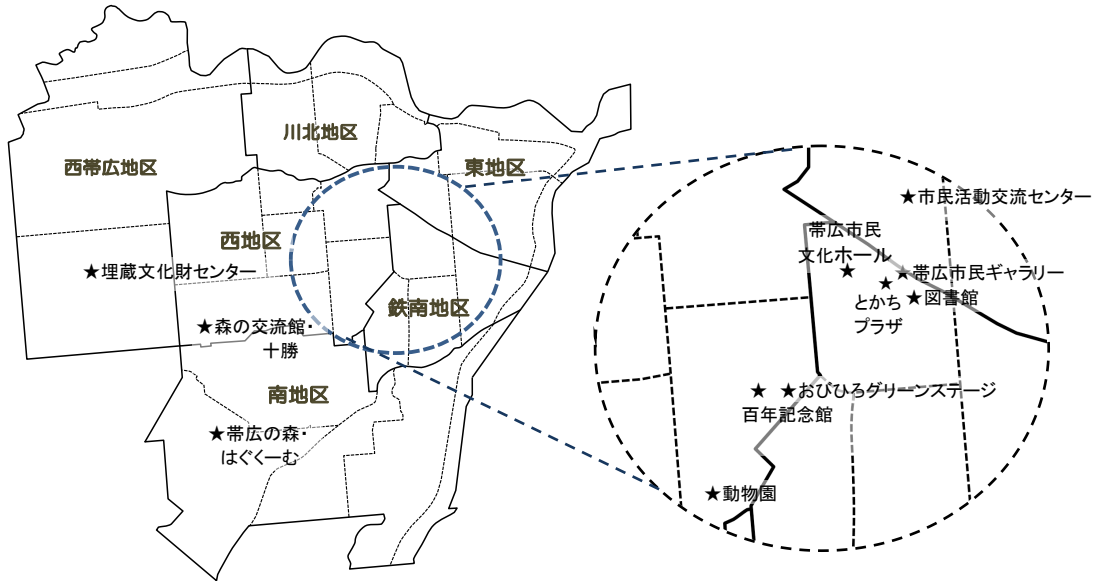 川北地区
西帯広地区
東地区
西地区
★埋蔵文化財センター
鉄南地区
★森の交流館・
十勝
南地区
★帯広の森・
はぐくーむ
★市民活動交流センター
帯広市民
文化ホール
★
★帯広市民ギャラリー
★
とかち
プラザ
★図書館
★
百年記念館
★おびひろグリーンステージ
★動物園